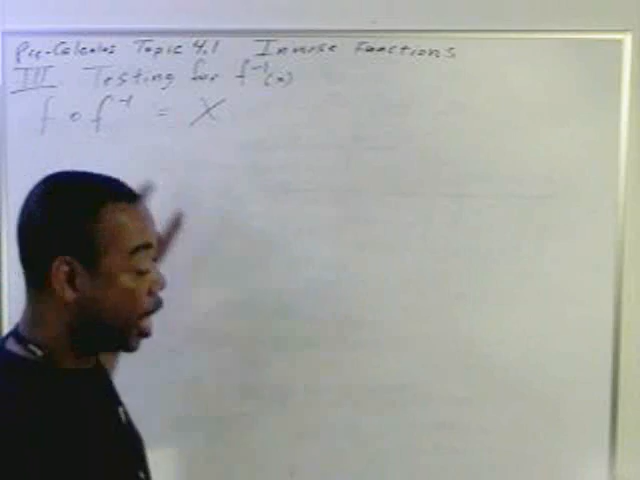 Pre-Calculus Topic 4.1 Inverse Functions
III Testing for f⁻¹(x)
f ∘ f⁻¹ = X